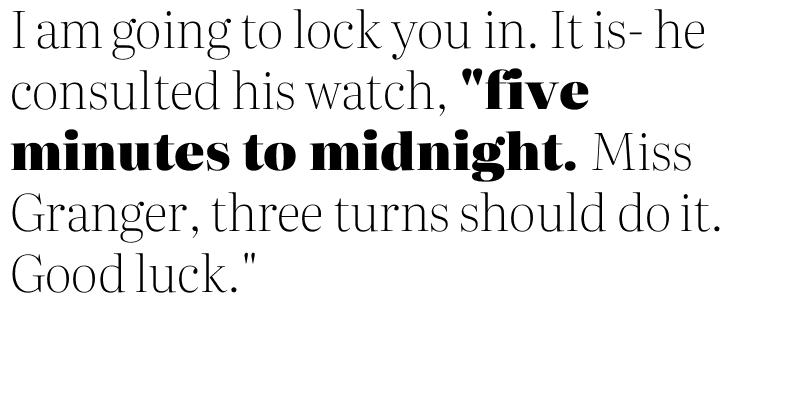 I am going to lock you in. It is- he
consulted his watch, "five
minutes to midnight. Miss
Granger, three turns should do it.
Good luck."